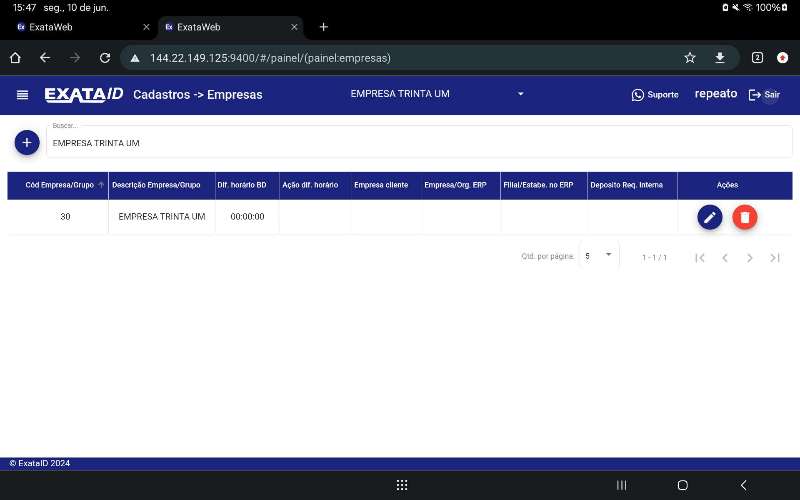 15:47 seg., 10 de jun. 100%
Ex ExataWeb Ex ExataWeb
144.22.149.125:9400/#/painel/(painel:empresas) 2
EXATAID Cadastros -> Empresas EMPRESA TRINTA UM Suporte repeato Sair
Buscar...
EMPRESA TRINTA UM
Cód Empresa/Grupo Descrição Empresa/Grupo Dif. horário BD Ação dif. horário Empresa cliente Empresa/Org. ERP Filial/Estabe. no ERP Deposito Req. Interna Ações
30 EMPRESA TRINTA UM 00:00:00
Qtd. por página: 5 1 - 1 / 1
© ExataID 2024